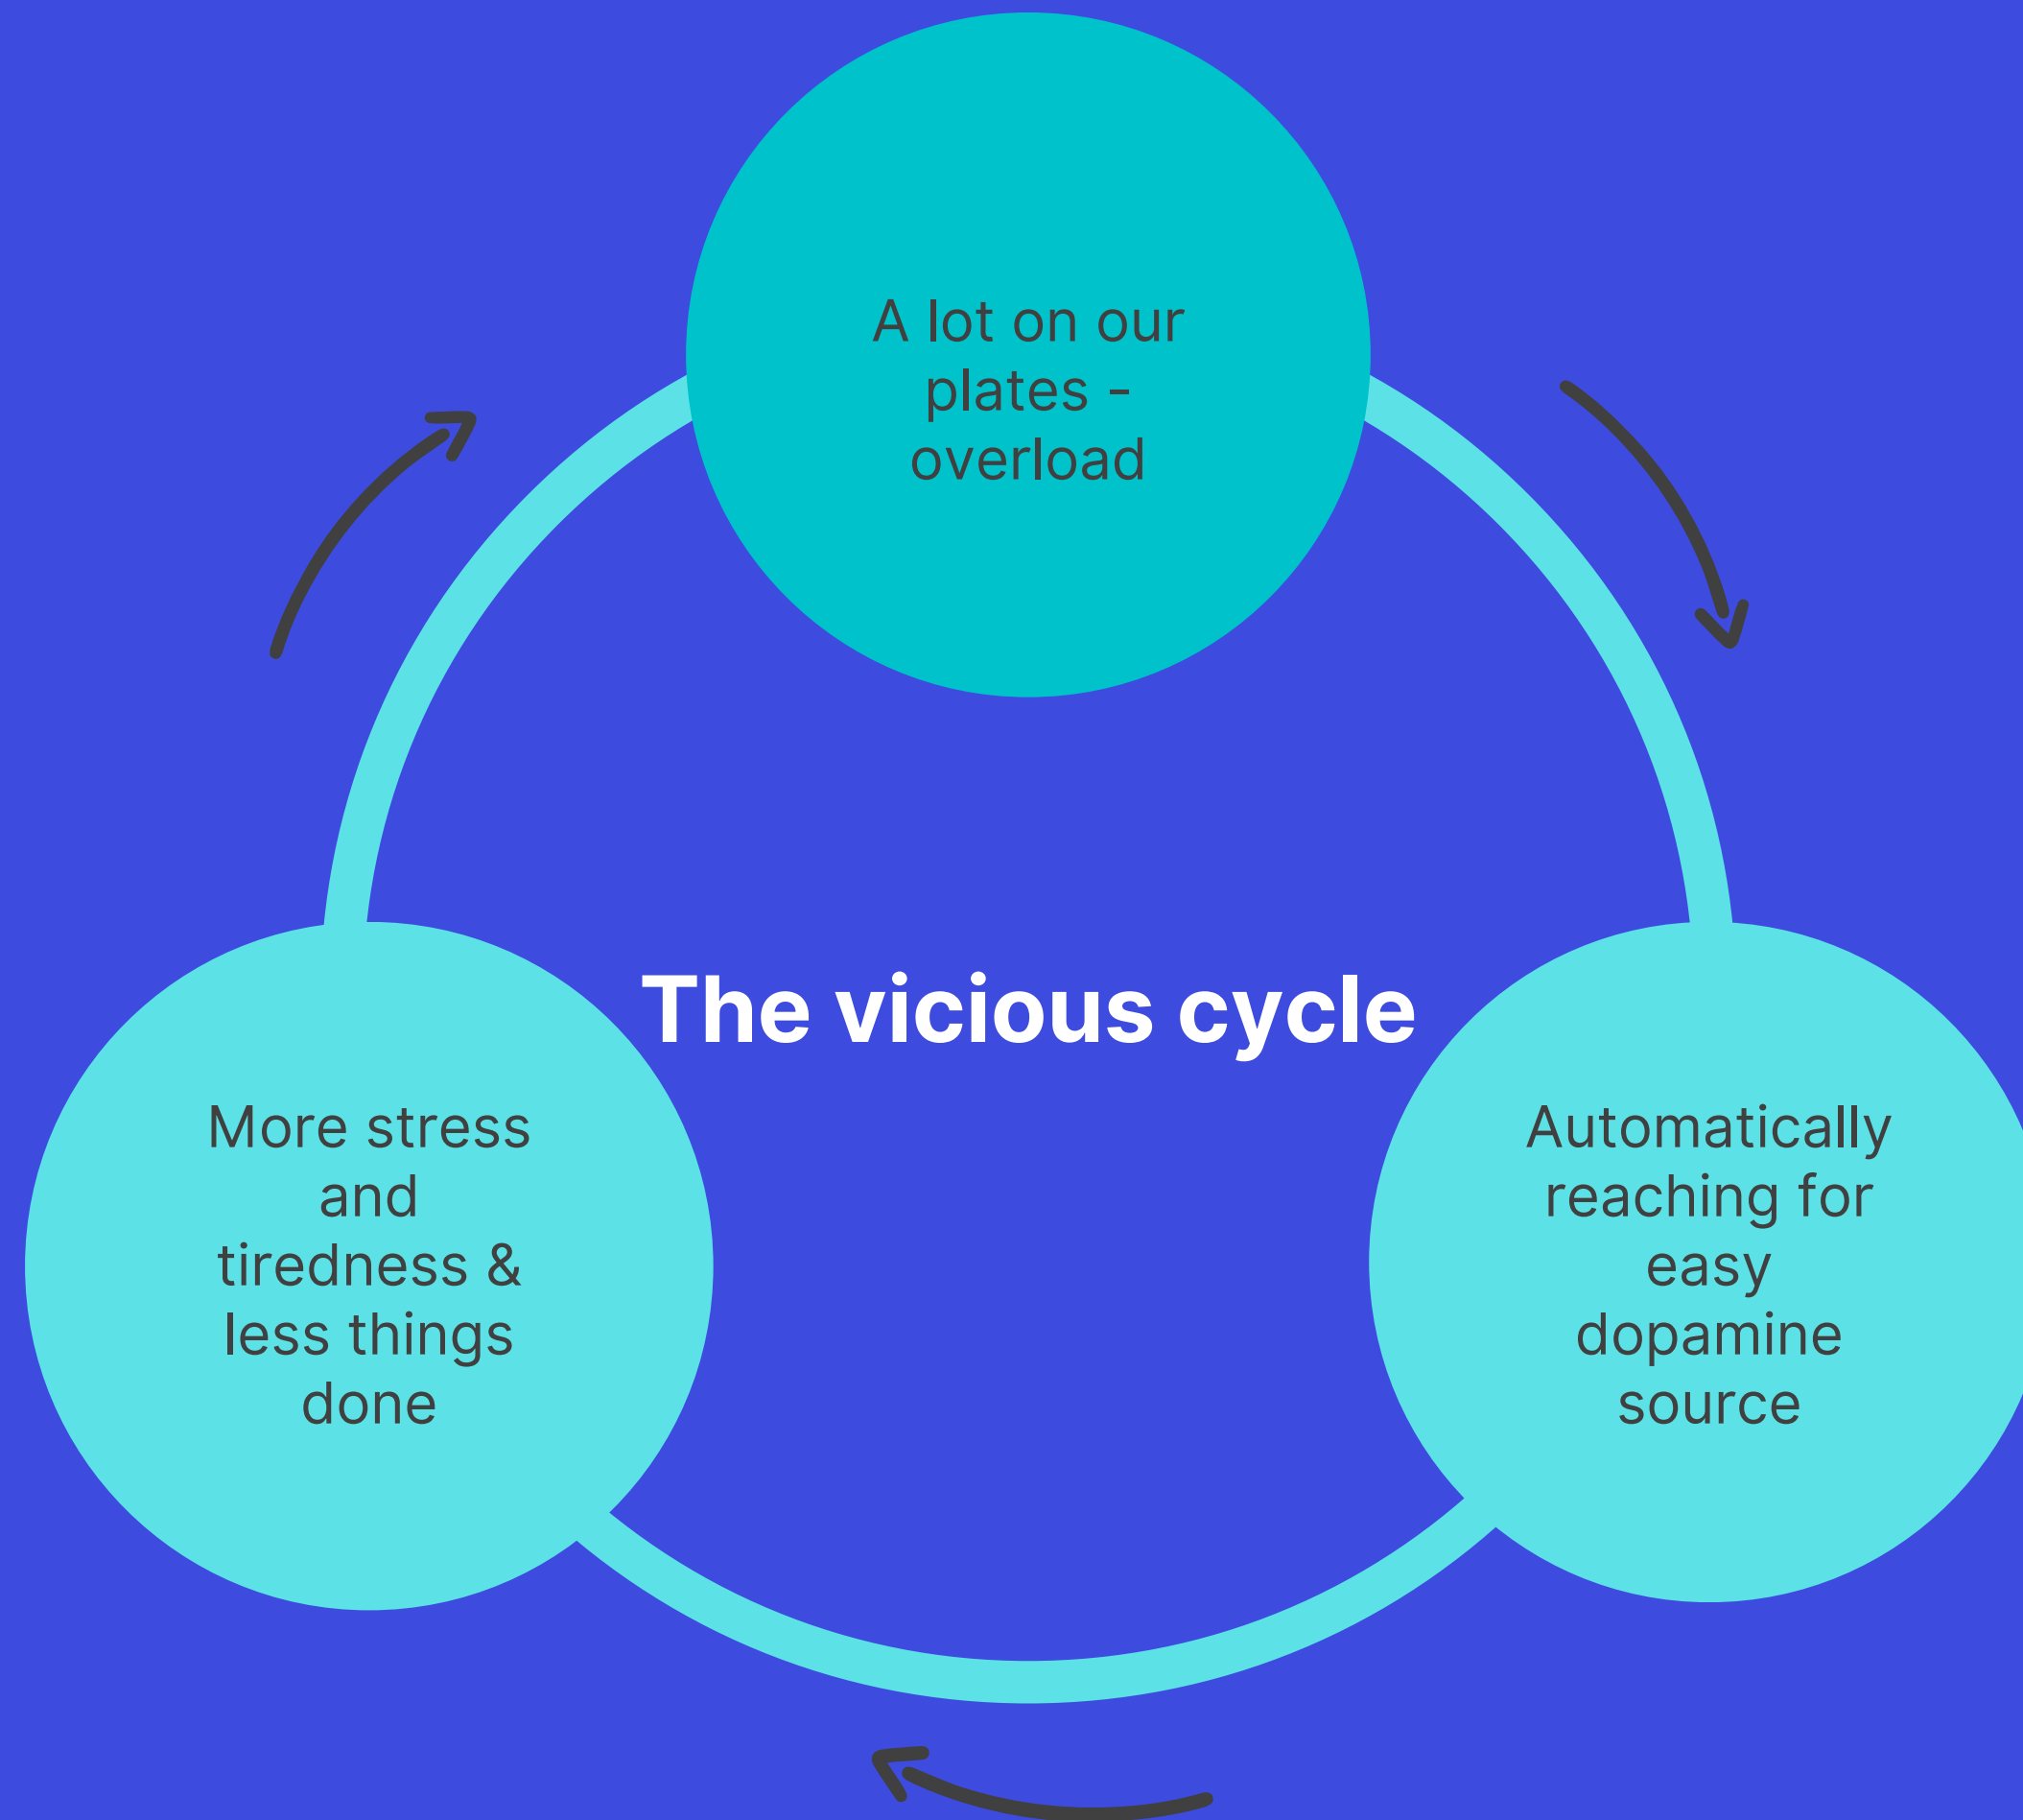 A lot on our
plates -
overload
The vicious cycle
More stress
and
tiredness &
less things
done
Automatically
reaching for
easy
dopamine
source